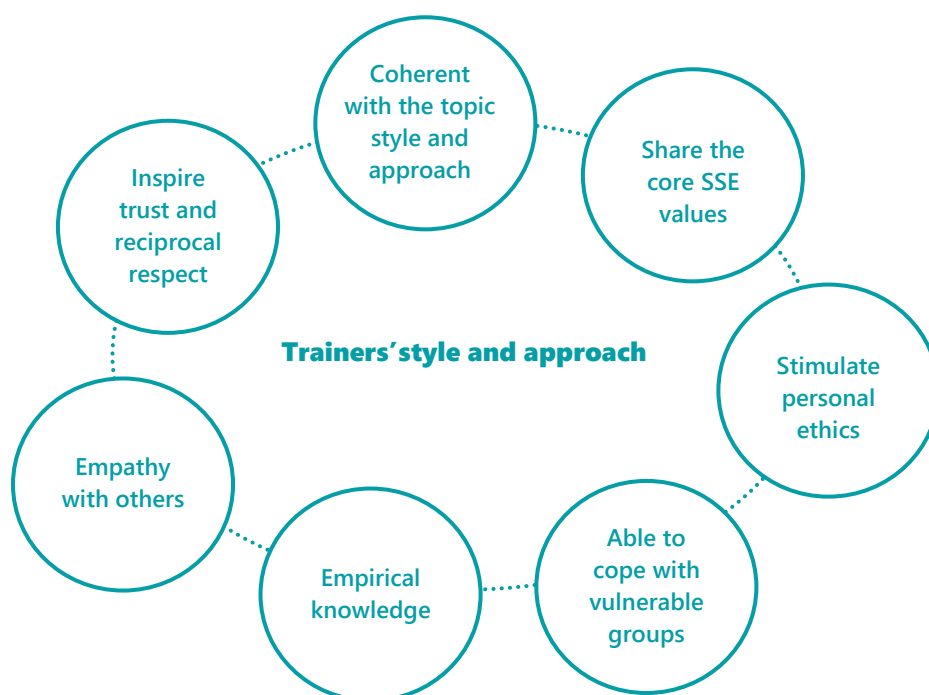 Coherent
with the topic
style and
approach
Share the
core SSE
values
Inspire
trust and
reciprocal
respect
Trainers´style and approach
Stimulate
personal
ethics
Empathy
with others
Able to
cope with
vulnerable
groups
Empirical
knowledge